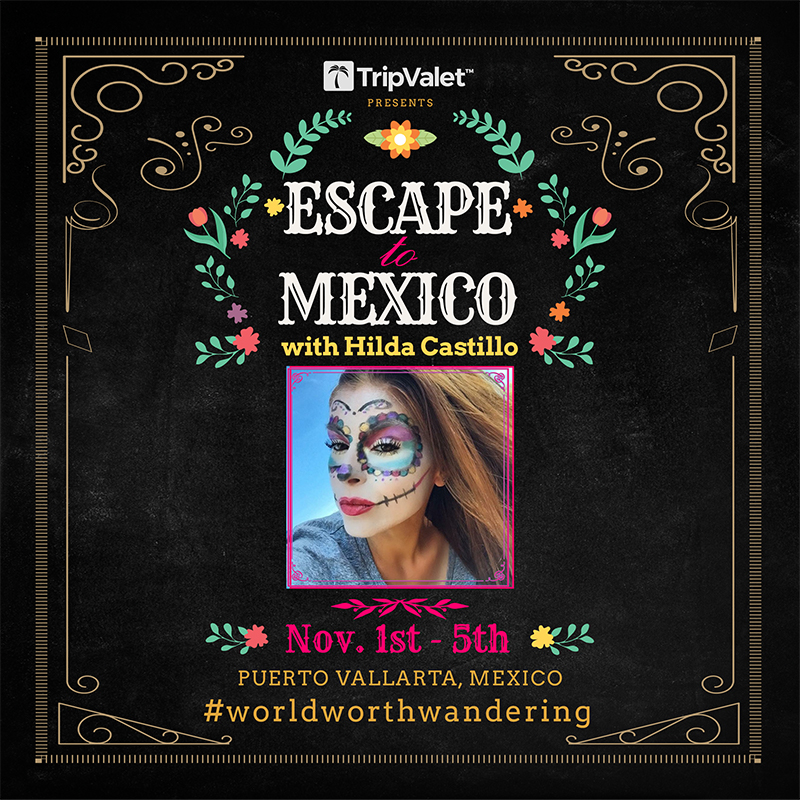 TripValet™
PRESENTS
ESCAPE
to
MEXICO
with Hilda Castillo
Nov. 1st - 5th
PUERTO VALLARTA, MEXICO
#worldworthwandering